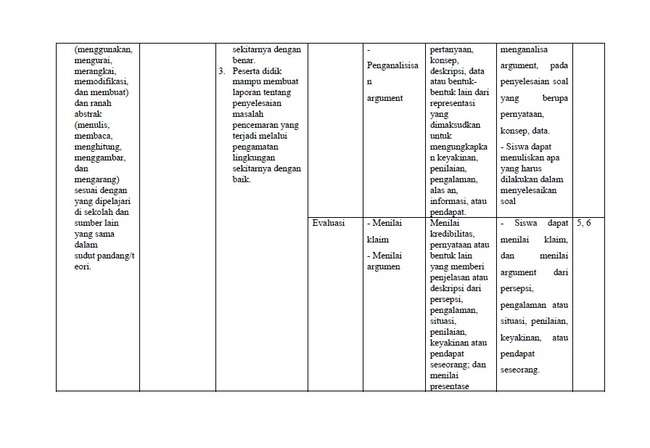 (menggunakan,
mengurai,
merangkai,
memodifikasi,
dan membuat)
dan ranah
abstrak
(menulis,
membaca,
menghitung,
menggambar,
dan
mengarang)
sesuai dengan
yang dipelajari
di sekolah dan
sumber lain
yang sama
dalam
sudut pandang/t
eori.
sekitarnya dengan
benar.
3. Peserta didik
mampu membuat
laporan tentang
penyelesaian
masalah
pencemaran yang
terjadi melalui
pengamatan
lingkungan
sekitarnya dengan
baik.
-
Penganalisisa
n
argument
pertanyaan,
konsep,
deskripsi, data
atau bentuk-
bentuk lain dari
representasi
yang
dimaksudkan
untuk
mengungkapka
n keyakinan,
penilaian,
pengalaman,
alas an,
informasi, atau
pendapat.
menganalisa
argument, pada
penyelesaian soal
yang berupa
pernyataan,
konsep, data.
- Siswa dapat
menuliskan apa
yang harus
dilakukan dalam
menyelesaikan
soal
Evaluasi
- Menilai
klaim
- Menilai
argumen
Menilai
kredibilitas,
pernyataan atau
bentuk lain
yang memberi
penjelasan atau
deskripsi dari
persepsi,
pengalaman,
situasi,
penilaian,
keyakinan atau
pendapat
seseorang; dan
menilai
presentase
- Siswa dapat
menilai klaim,
dan menilai
argument dari
persepsi,
pengalaman atau
situasi, penilaian,
keyakinan, atau
pendapat
seseorang.
5, 6